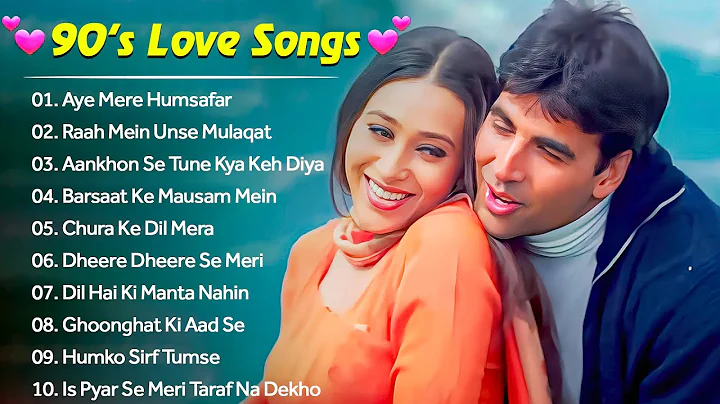 90's Love Songs
01. Aye Mere Humsafar
02. Raah Mein Unse Mulaqat
03. Aankhon Se Tune Kya Keh Diya
04. Barsaat Ke Mausam Mein
05. Chura Ke Dil Mera
06. Dheere Dheere Se Meri
07. Dil Hai Ki Manta Nahin
08. Ghoonghat Ki Aad Se
09. Humko Sirf Tumse
10. Is Pyar Se Meri Taraf Na Dekho